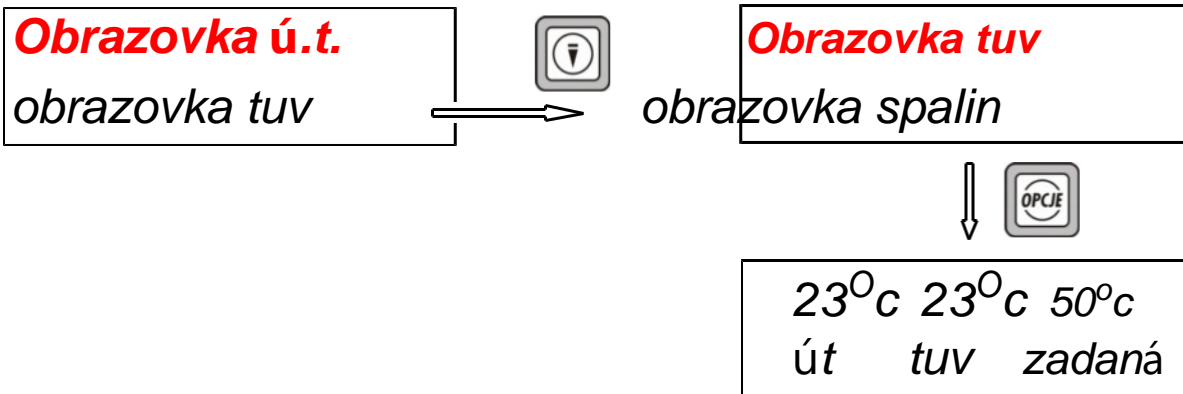 Obrazovka ú.t.
obrazovka tuv
Obrazovka tuv
obrazovka spalin
OPCJE
23ºc 23ºc 50ºc
út tuv zadaná